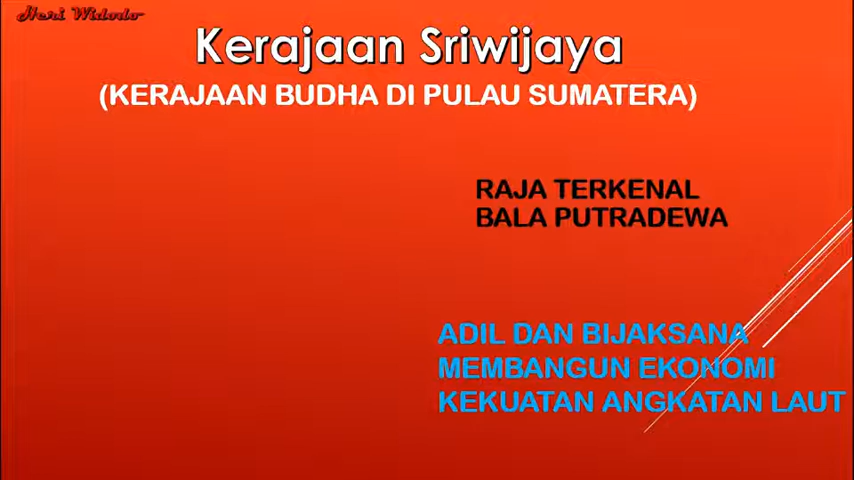 Heri Widodo
Kerajaan Sriwijaya
(KERAJAAN BUDHA DI PULAU SUMATERA)
RAJA TERKENAL
BALA PUTRADEWA
ADIL DAN BIJAKSANA
MEMBANGUN EKONOMI
KEKUATAN ANGKATAN LAUT